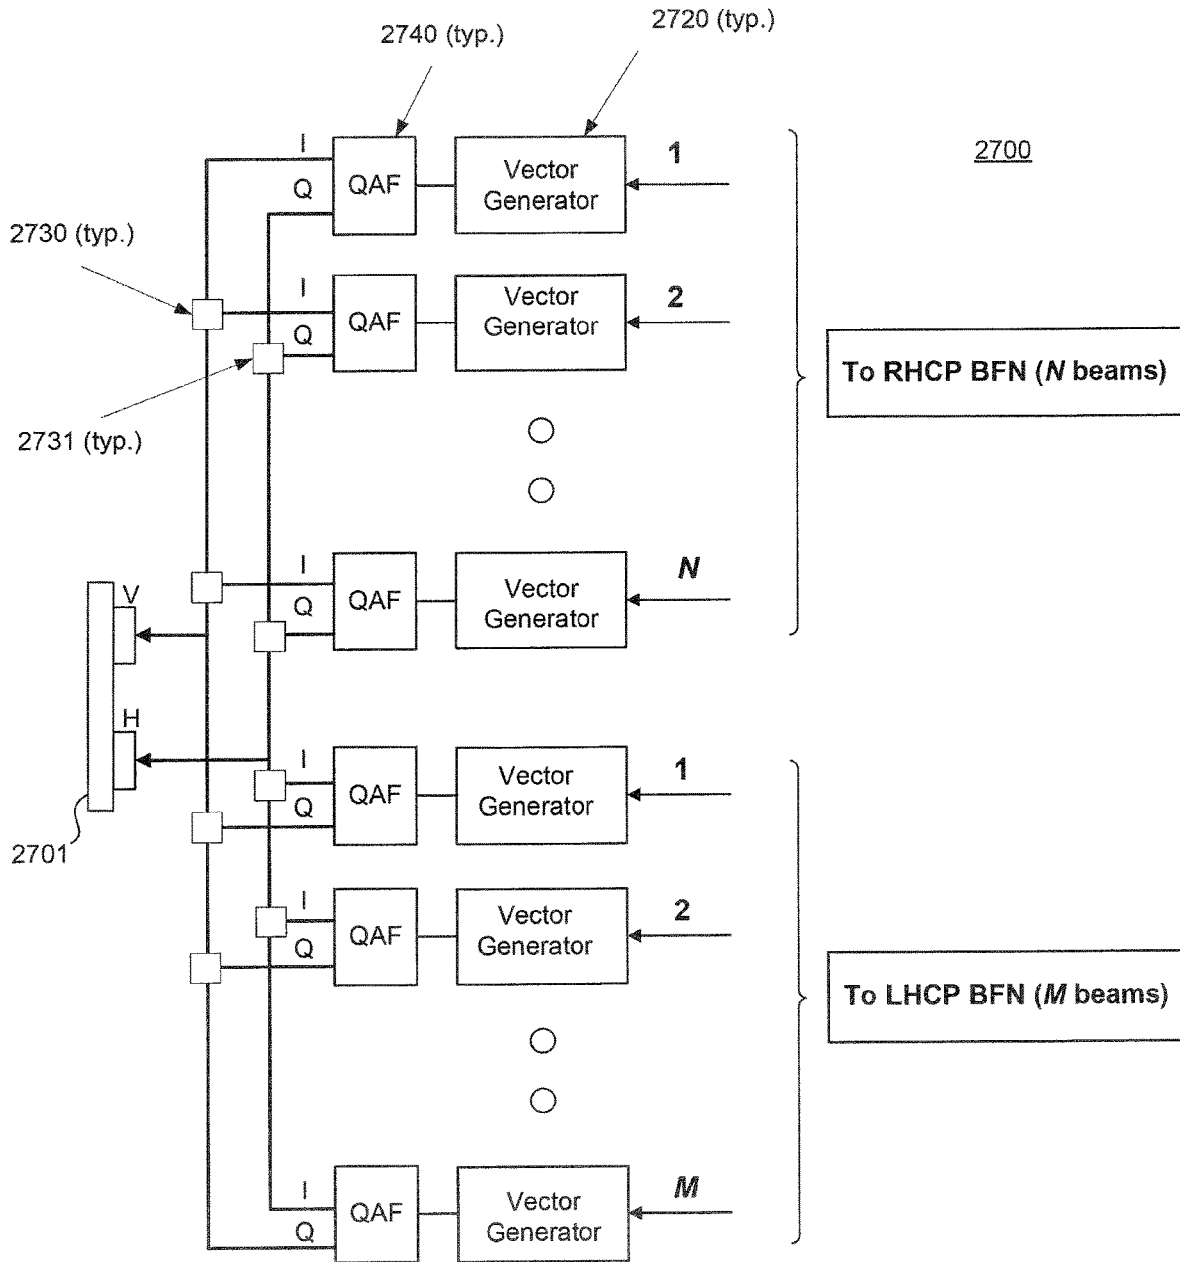 2740 (typ.)
2720 (typ.)
2700
I
Q
QAF
Vector
Generator
1
2730 (typ.)
I
Q
QAF
Vector
Generator
2
To RHCP BFN (N beams)
2731 (typ.)
I
Q
QAF
Vector
Generator
N
V
H
2701
I
Q
QAF
Vector
Generator
1
I
Q
QAF
Vector
Generator
2
To LHCP BFN (M beams)
I
Q
QAF
Vector
Generator
M